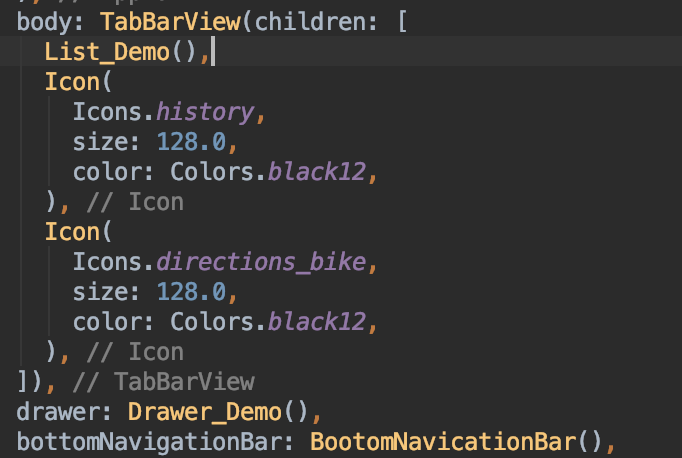 body: TabBarView(children: [
List_Demo(),
Icon(
Icons.history,
size: 128.0,
color: Colors.black12,
), // Icon
Icon(
Icons.directions_bike,
size: 128.0,
color: Colors.black12,
), // Icon
]), // TabBarView
drawer: Drawer_Demo(),
bottomNavigationBar: BootomNavicationBar(),